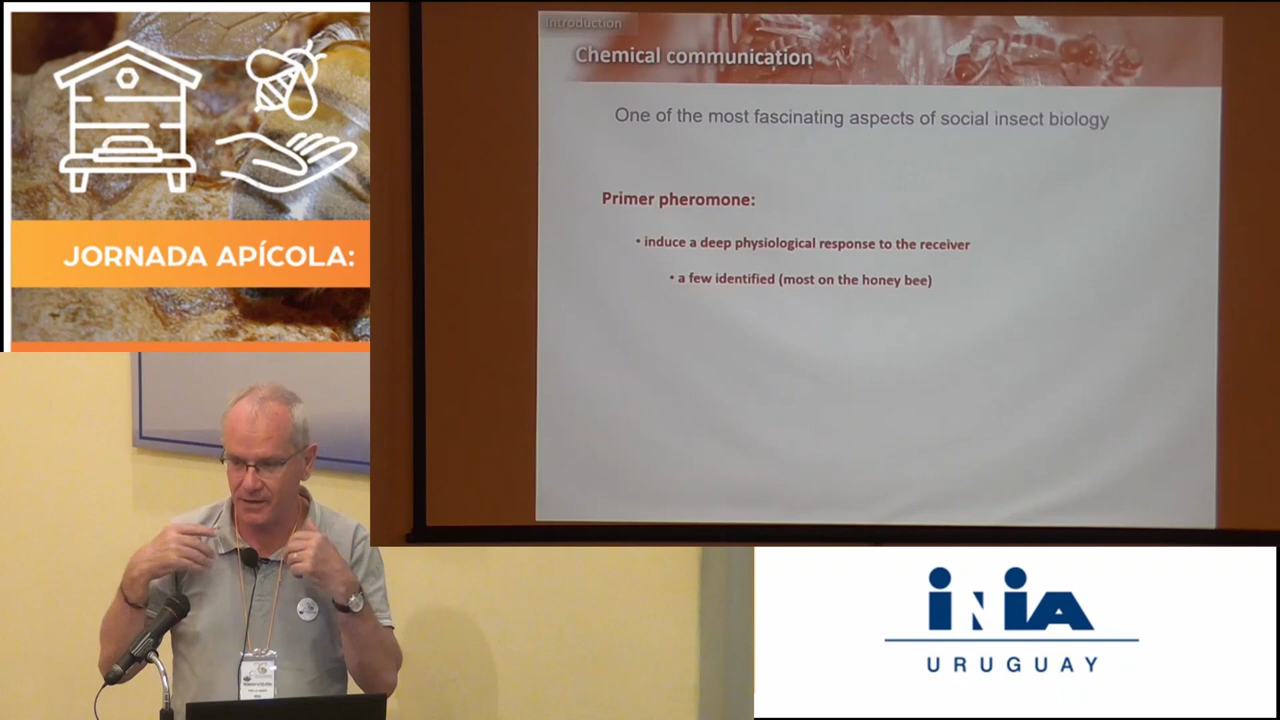 JORNADA APÍCOLA:
Introduction
Chemical communication
One of the most fascinating aspects of social insect biology
Primer pheromone:
• induce a deep physiological response to the receiver
• a few identified (most on the honey bee)
INIA
URUGUAY